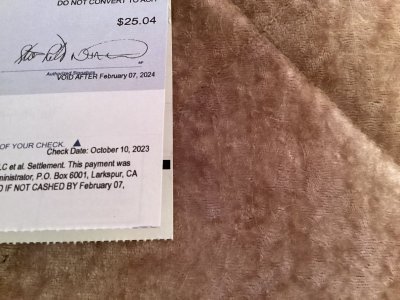 DO NOT CONVERT TO ACH
$25.04
Authorized Signature
VOID AFTER February 07, 2024
OF YOUR CHECK
Check Date: October 10, 2023
C et al. Settlement. This payment was
ministrator, P.O. Box 6001, Larkspur, CA
D IF NOT CASHED BY February 07,